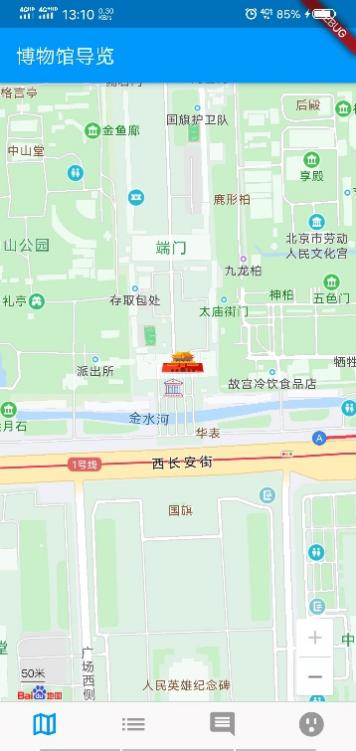 13:10
0.30
KB/S
85%
DEBUG
博物馆导览
金鱼廊
国旗护卫队
后殿
中山堂
享殿
鹿形柏
北京市劳动
人民文化宫
山公园
端门
九龙柏
神柏
五色门
礼亭
存取包处
太庙街门
派出所
故宫冷饮食品店
牺牲
月石
金水河
华表
A
1号线
西长安街
国旗
50米
广场西侧
人民英雄纪念碑
Bai地图